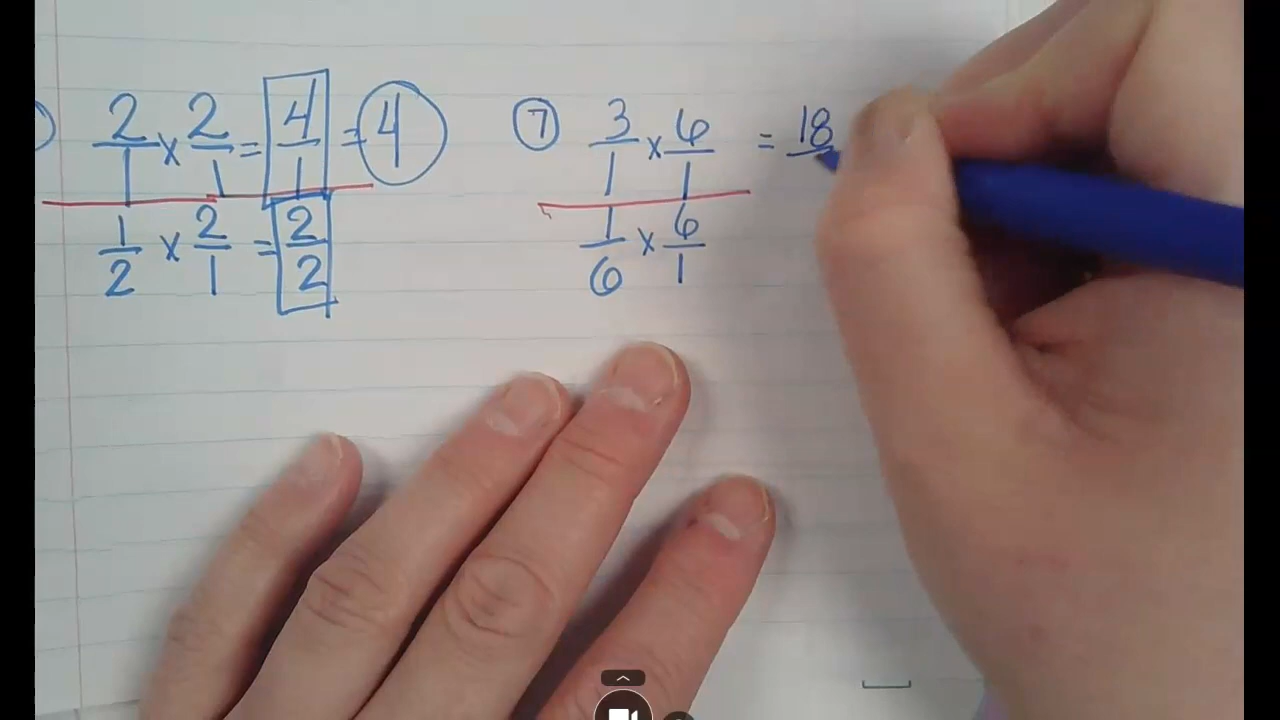 ) 2/1 x 2/1 = 4/1 = 4
1/2 x 2/1 = 2/2
7 3/1 x 6/1 = 18
1/6 x 6/1